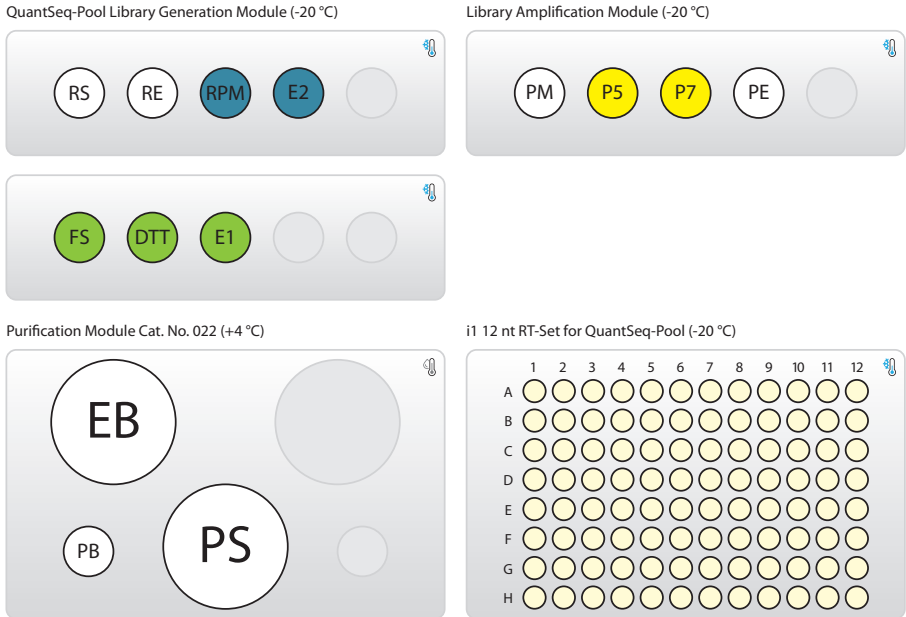 QuantSeq-Pool Library Generation Module (-20 °C)
RS RE RPM E2
FS DTT E1
Library Amplification Module (-20 °C)
PM P5 P7 PE
Purification Module Cat. No. 022 (+4 °C)
EB
PB PS
i1 12 nt RT-Set for QuantSeq-Pool (-20 °C)
1 2 3 4 5 6 7 8 9 10 11 12
A
B
C
D
E
F
G
H